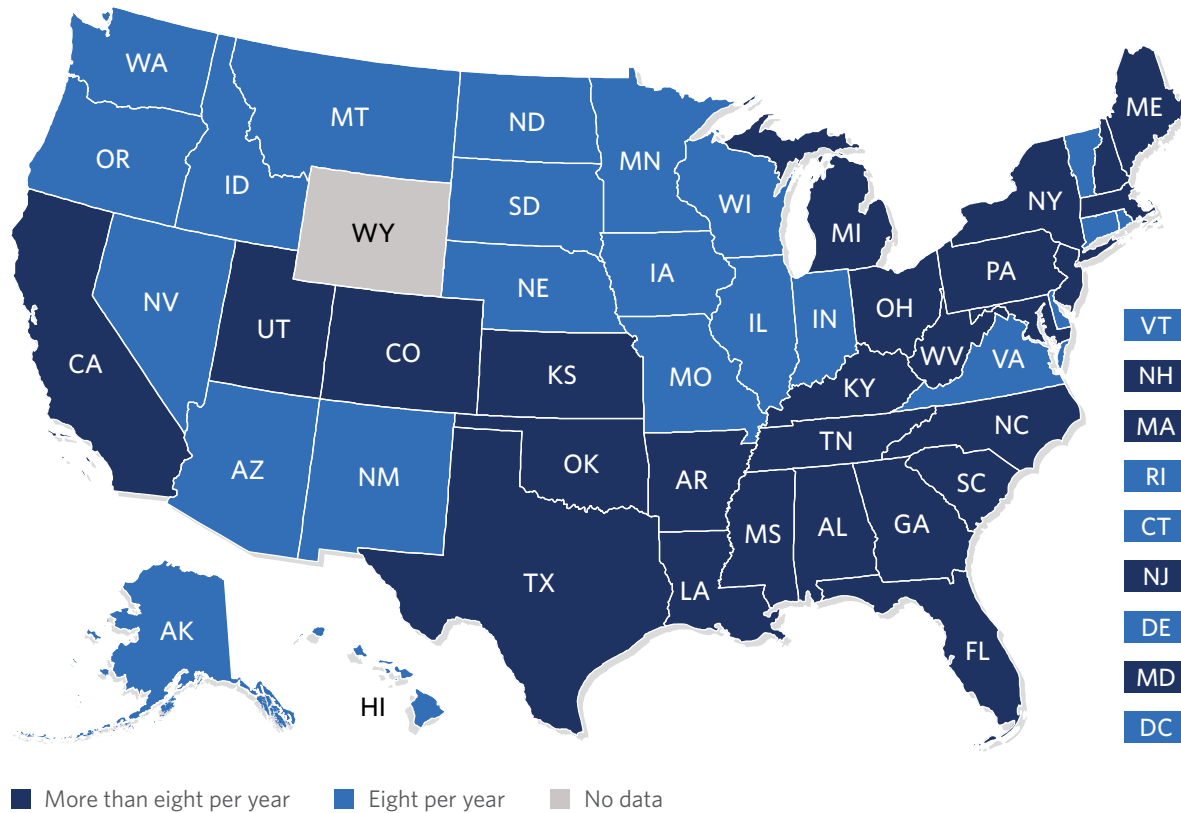 WA
MT
ND
MN
ME
OR
ID
SD
WI
NY
WY
MI
IA
PA
NE
NV
OH
IL
IN
UT
CO
WV
VA
CA
KS
MO
KY
NC
TN
AZ
NM
OK
AR
SC
MS
AL
GA
TX
LA
AK
FL
HI
VT
NH
MA
RI
CT
NJ
DE
MD
DC
More than eight per year
Eight per year
No data